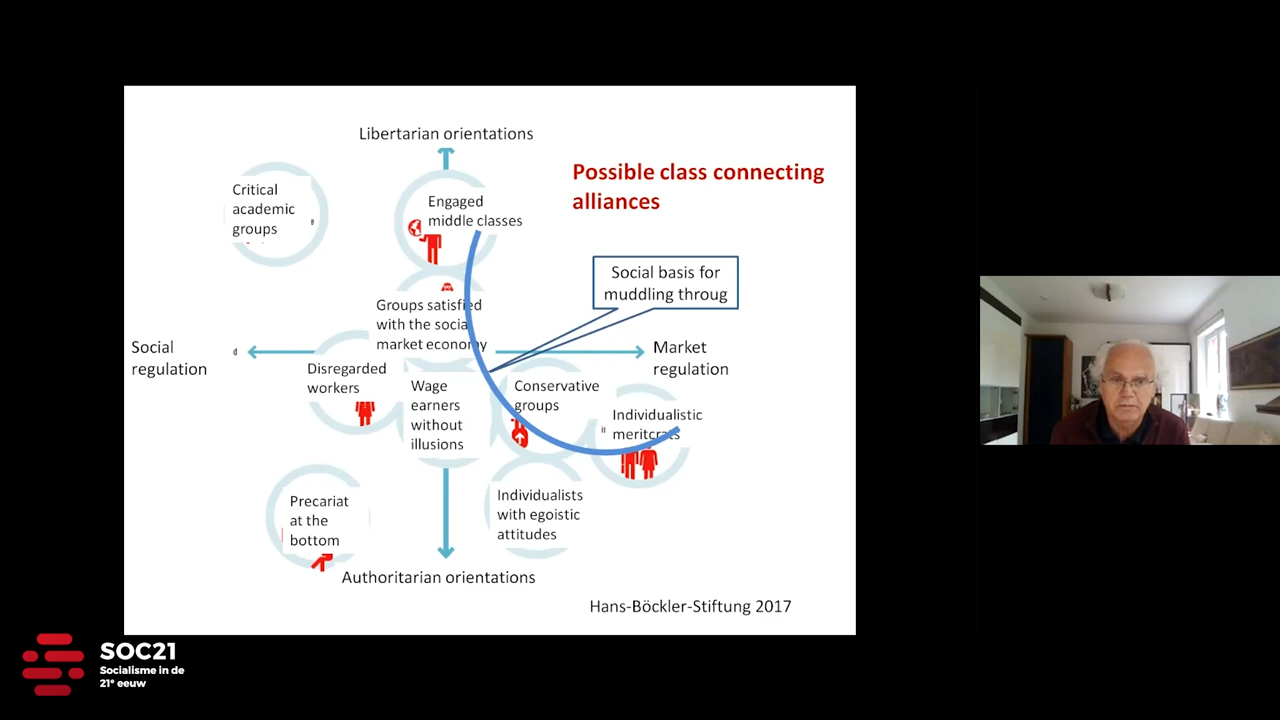 Libertarian orientations
Possible class connecting
alliances
Critical
academic
groups
e
Engaged
middle classes
Social basis for
muddling throug
Groups satisfied
with the social
market economy
Social
regulation
d
Market
regulation
Disregarded
workers
Wage
earners
without
illusions
Conservative
groups
Individualistic
meritcrats
Precariat
at the
bottom
Individualists
with egoistic
attitudes
Authoritarian orientations
Hans-Böckler-Stiftung 2017
SOC21
Socialisme in de
21e eeuw